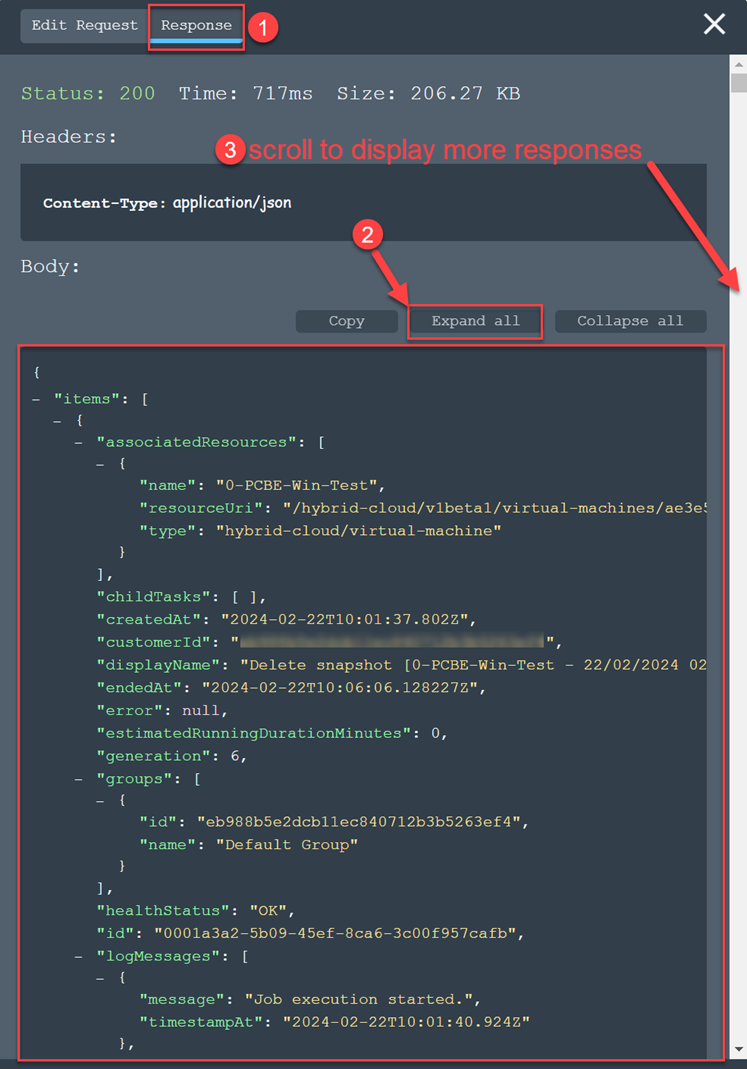 Edit Request Response 1
Status: 200 Time: 717ms Size: 206.27 KB
Headers:
3 scroll to display more responses
Content-Type: application/json
2
Body:
Copy Expand all Collapse all
{
– "items": [
– {
– "associatedResources": [
– {
"name": "0-PCBE-Win-Test",
"resourceUri": "/hybrid-cloud/v1beta1/virtual-machines/ae3e5
"type": "hybrid-cloud/virtual-machine"
}
],
"childTasks": [ ],
"createdAt": "2024-02-22T10:01:37.802Z",
"customerId": "",
"displayName": "Delete snapshot [0-PCBE-Win-Test – 22/02/2024 02
"endedAt": "2024-02-22T10:06:06.128227Z",
"error": null,
"estimatedRunningDurationMinutes": 0,
"generation": 6,
– "groups": [
– {
"id": "eb988b5e2dcb11ec840712b3b5263ef4",
"name": "Default Group"
}
],
"healthStatus": "OK",
"id": "0001a3a2-5b09-45ef-8ca6-3c00f957cafb",
– "logMessages": [
– {
"message": "Job execution started.",
"timestampAt": "2024-02-22T10:01:40.924Z"
},